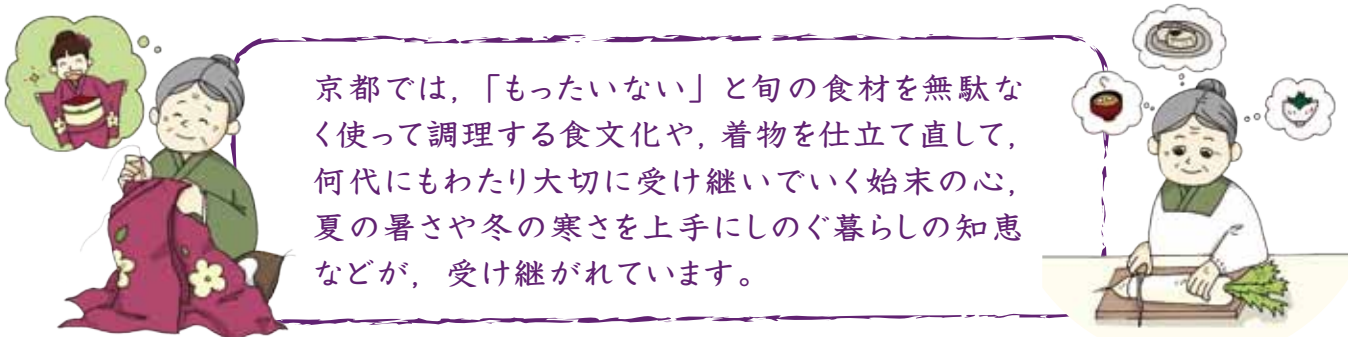 京都では,「もったいない」と旬の食材を無駄な
く使って調理する食文化や,着物を仕立て直して,
何代にもわたり大切に受け継いでいく始末の心,
夏の暑さや冬の寒さを上手にしのぐ暮らしの知恵
などが, 受け継がれています。